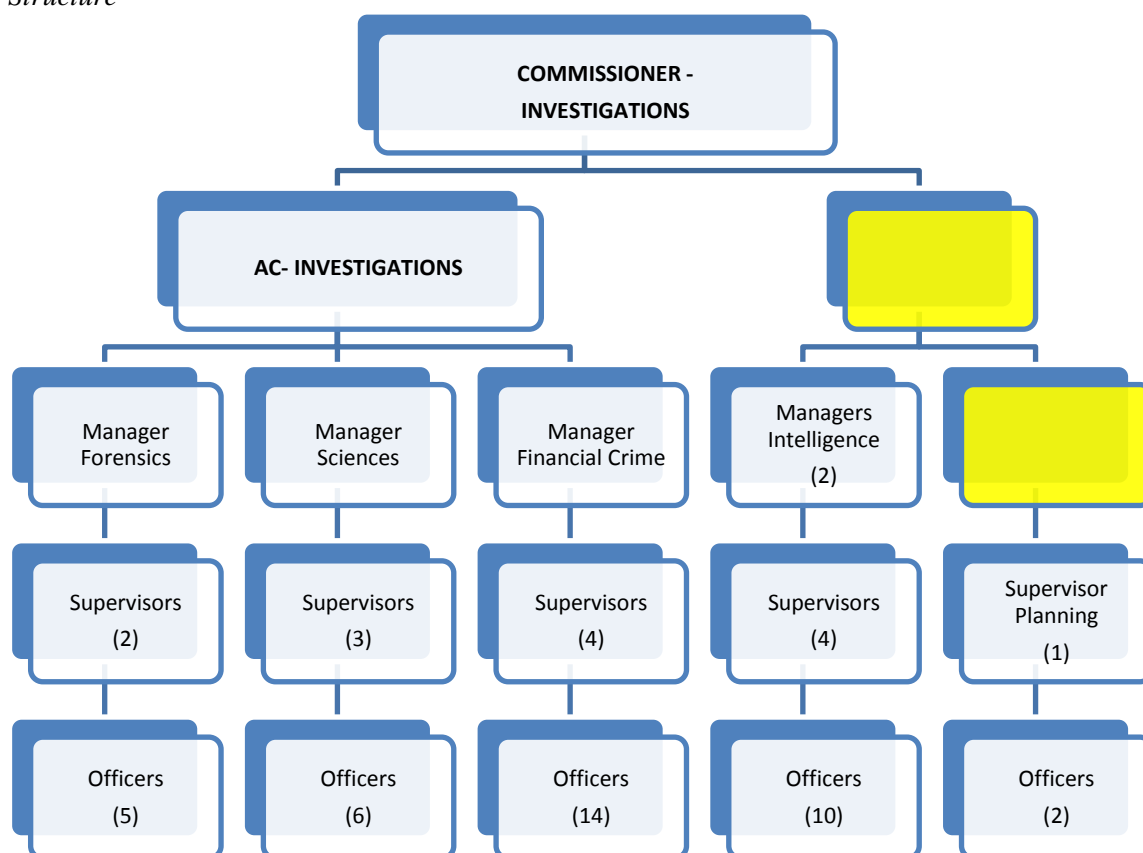 Structure
COMMISSIONER -
INVESTIGATIONS
AC- INVESTIGATIONS
Manager
Forensics
Manager
Sciences
Manager
Financial Crime
Managers
Intelligence
(2)
Supervisors
(2)
Supervisors
(3)
Supervisors
(4)
Supervisors
(4)
Supervisor
Planning
(1)
Officers
(5)
Officers
(6)
Officers
(14)
Officers
(10)
Officers
(2)